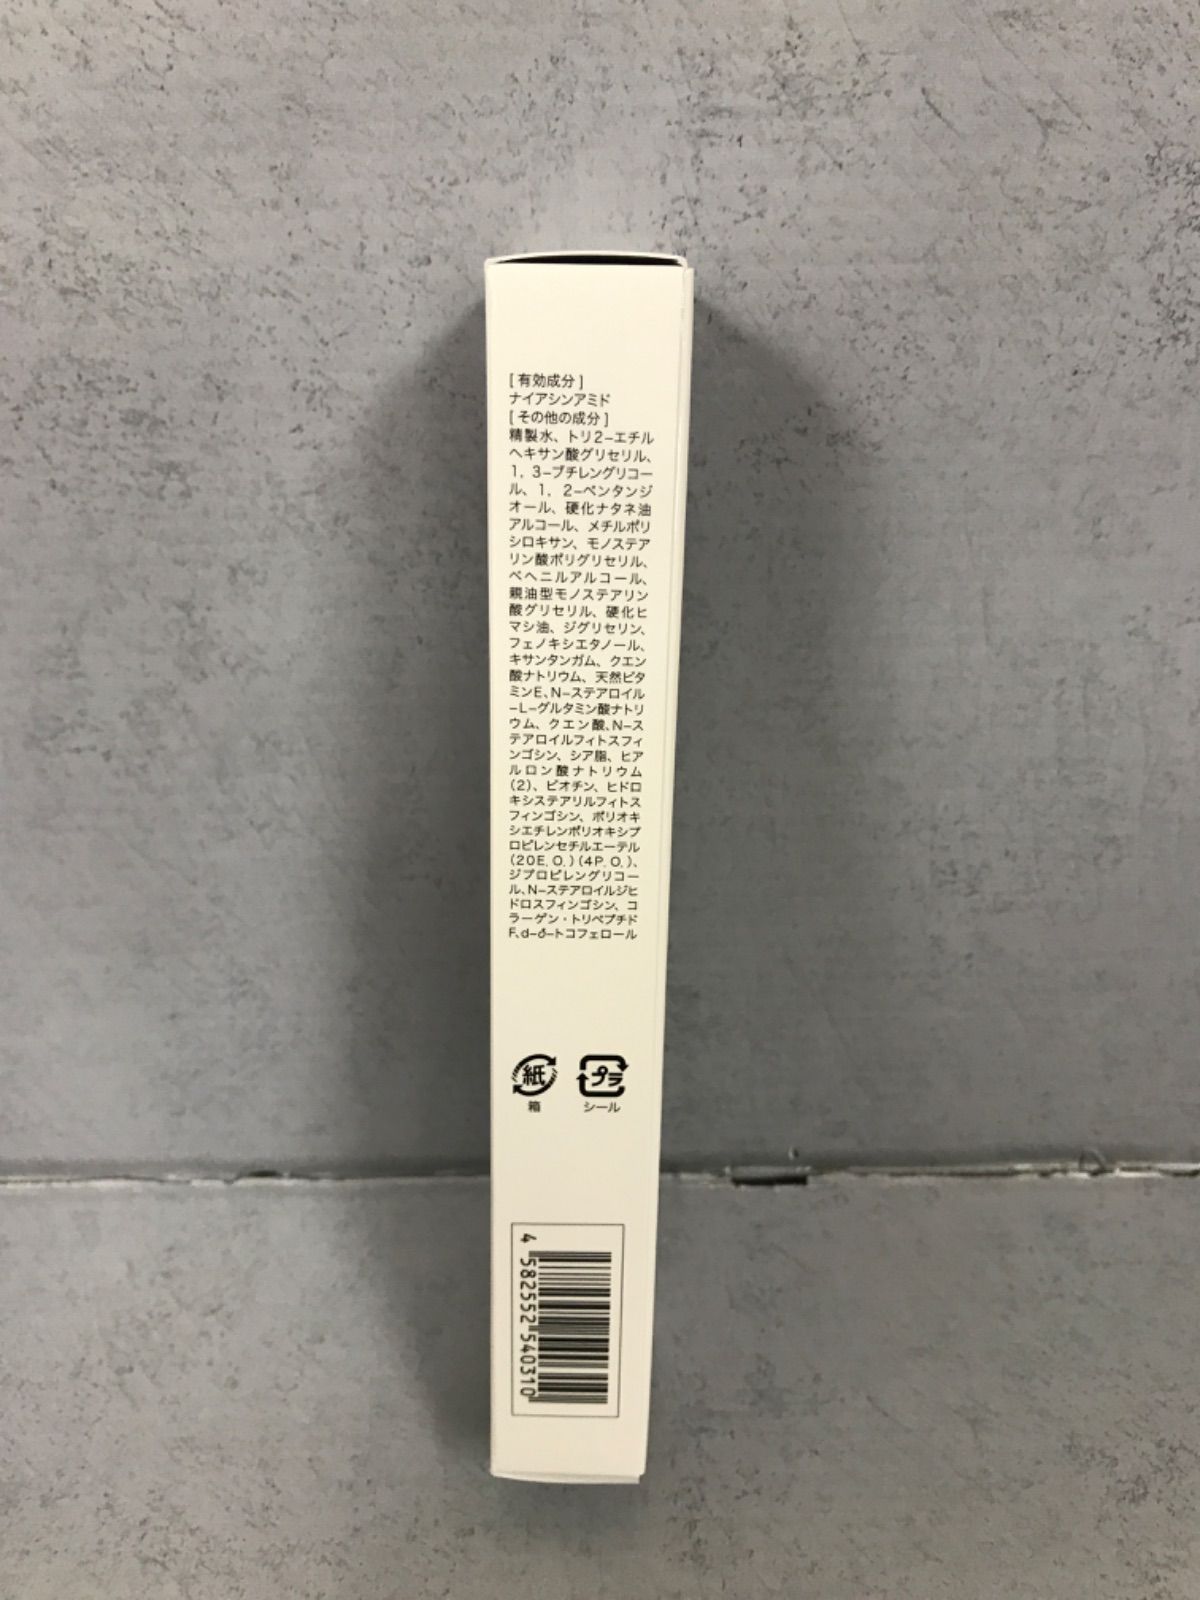 [ 有効成分 ]
ナイアシンアミド
[ その他の成分 ]
精製水、トリ2−エチル
ヘキサン酸グリセリル、
1，3−ブチレングリコー
ル、1，2−ペンタンジ
オール、硬化ナタネ油
アルコール、メチルポリ
シロキサン、モノステア
リン酸ポリグリセリル、
ベヘニルアルコール、
親油型モノステアリン
酸グリセリル、硬化ヒ
マシ油、ジグリセリン、
フェノキシエタノール、
キサンタンガム、クエン
酸ナトリウム、天然ビタ
ミンE、N−ステアロイル
−L−グルタミン酸ナトリ
ウム、クエン酸、N−ス
テアロイルフィトスフィ
ンゴシン、シア脂、ヒア
ルロン酸ナトリウム
（2）、ビオチン、ヒドロ
キシステアリルフィトス
フィンゴシン、ポリオキ
シエチレンポリオキシプ
ロピレンセチルエーテル
（20E. O.）（4P. O.）、
ジプロピレングリコー
ル、N−ステアロイルジヒ
ドロスフィンゴシン、コ
ラーゲン・トリペプチド
F、d−δ−トコフェロール
紙 プラ
箱 シール
4 582552 540310